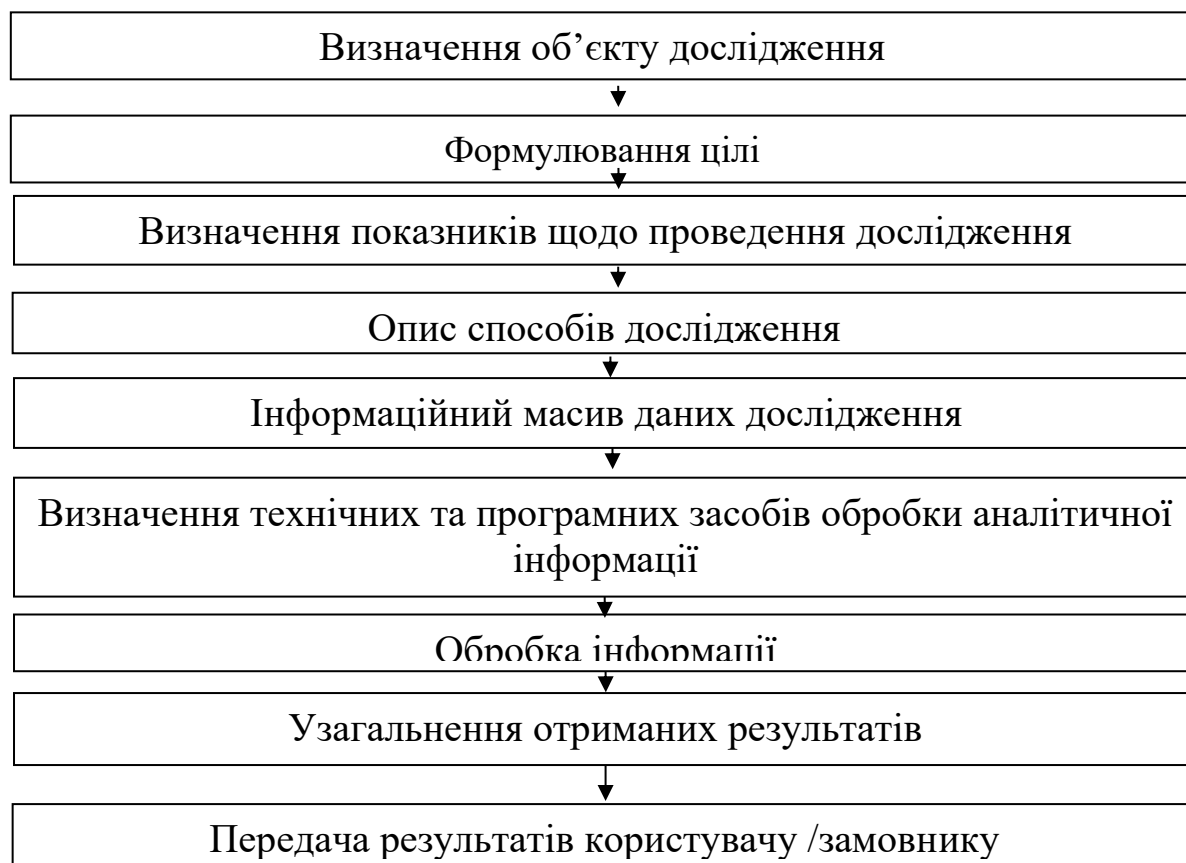 Визначення об’єкту дослідження
Формулювання цілі
Визначення показників щодо проведення дослідження
Опис способів дослідження
Інформаційний масив даних дослідження
Визначення технічних та програмних засобів обробки аналітичної
інформації
Обробка інформації
Узагальнення отриманих результатів
Передача результатів користувачу /замовнику